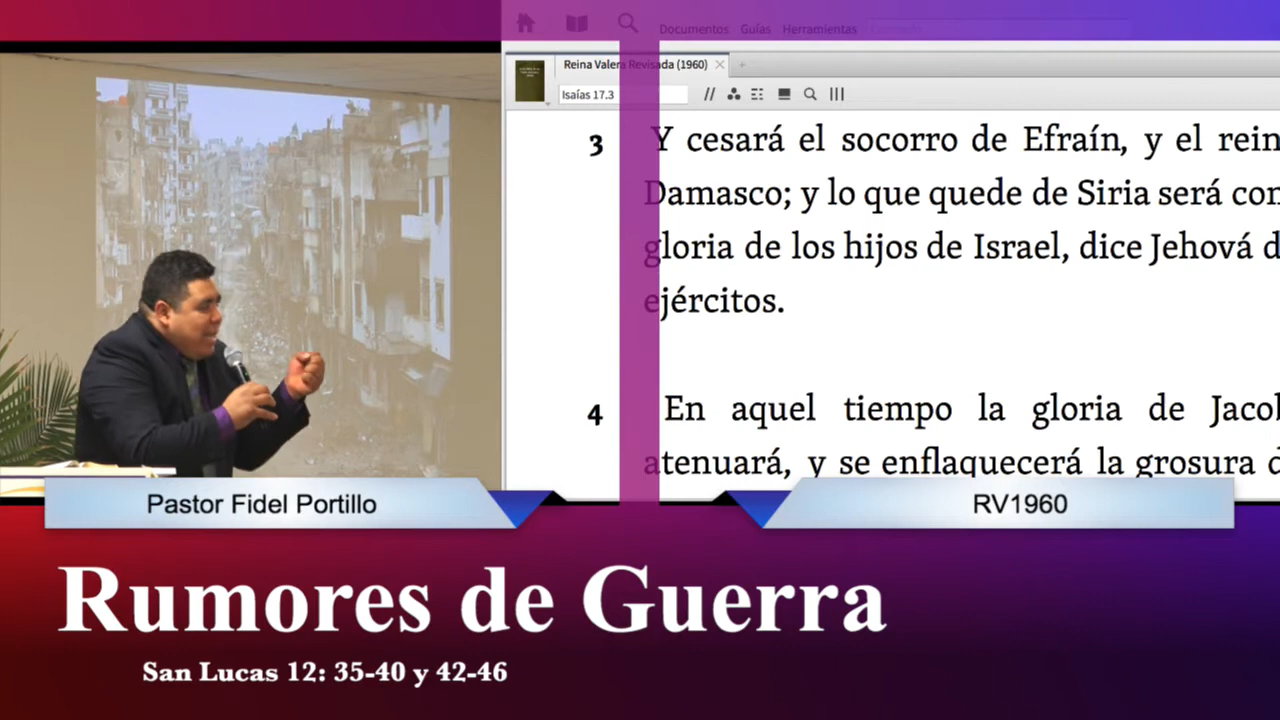 Documentos Guías Herramientas
Reina Valera Revisada (1960)
Isaías 17.3
3 Y cesará el socorro de Efraín, y el rein
Damasco; y lo que quede de Siria será con
gloria de los hijos de Israel, dice Jehová d
ejércitos.
4 En aquel tiempo la gloria de Jacob
atenuará, y se enflaquecerá la grosura d
Pastor Fidel Portillo
RV1960
Rumores de Guerra
San Lucas 12: 35-40 y 42-46